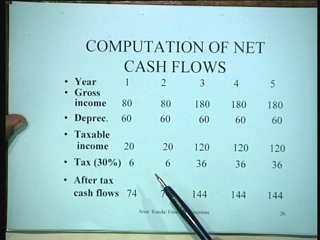 COMPUTATION OF NET
CASH FLOWS
• Year 1 2 3 4 5
• Gross
income 80 80 180 180 180
• Deprec. 60 60 60 60 60
• Taxable
income 20 20 120 120 120
• Tax (30%) 6 6 36 36 36
• After tax
cash flows 74 144 144 144
26